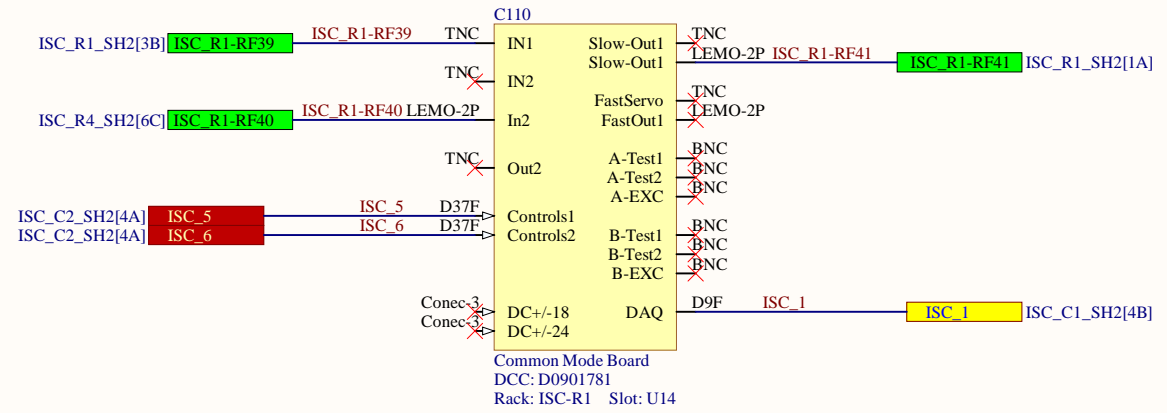 C110
ISC_R1_SH2[3B] ISC_R1-RF39 ISC_R1-RF39 TNC IN1 Slow-Out1 TNC
Slow-Out1 LEMO-2P ISC_R1-RF41 ISC_R1-RF41 ISC_R1_SH2[1A]
TNC IN2
FastServo TNC
ISC_R4_SH2[6C] ISC_R1-RF40 ISC_R1-RF40 LEMO-2P In2 FastOut1 LEMO-2P
TNC Out2 A-Test1 BNC
A-Test2 BNC
A-EXC BNC
ISC_C2_SH2[4A] ISC_5 ISC_5 D37F Controls1
ISC_C2_SH2[4A] ISC_6 ISC_6 D37F Controls2 B-Test1 BNC
B-Test2 BNC
B-EXC BNC
Conec-3 DC+/-18 DAQ D9F ISC_1 ISC_1 ISC_C1_SH2[4B]
Conec-3 DC+/-24
Common Mode Board
DCC: D0901781
Rack: ISC-R1 Slot: U14